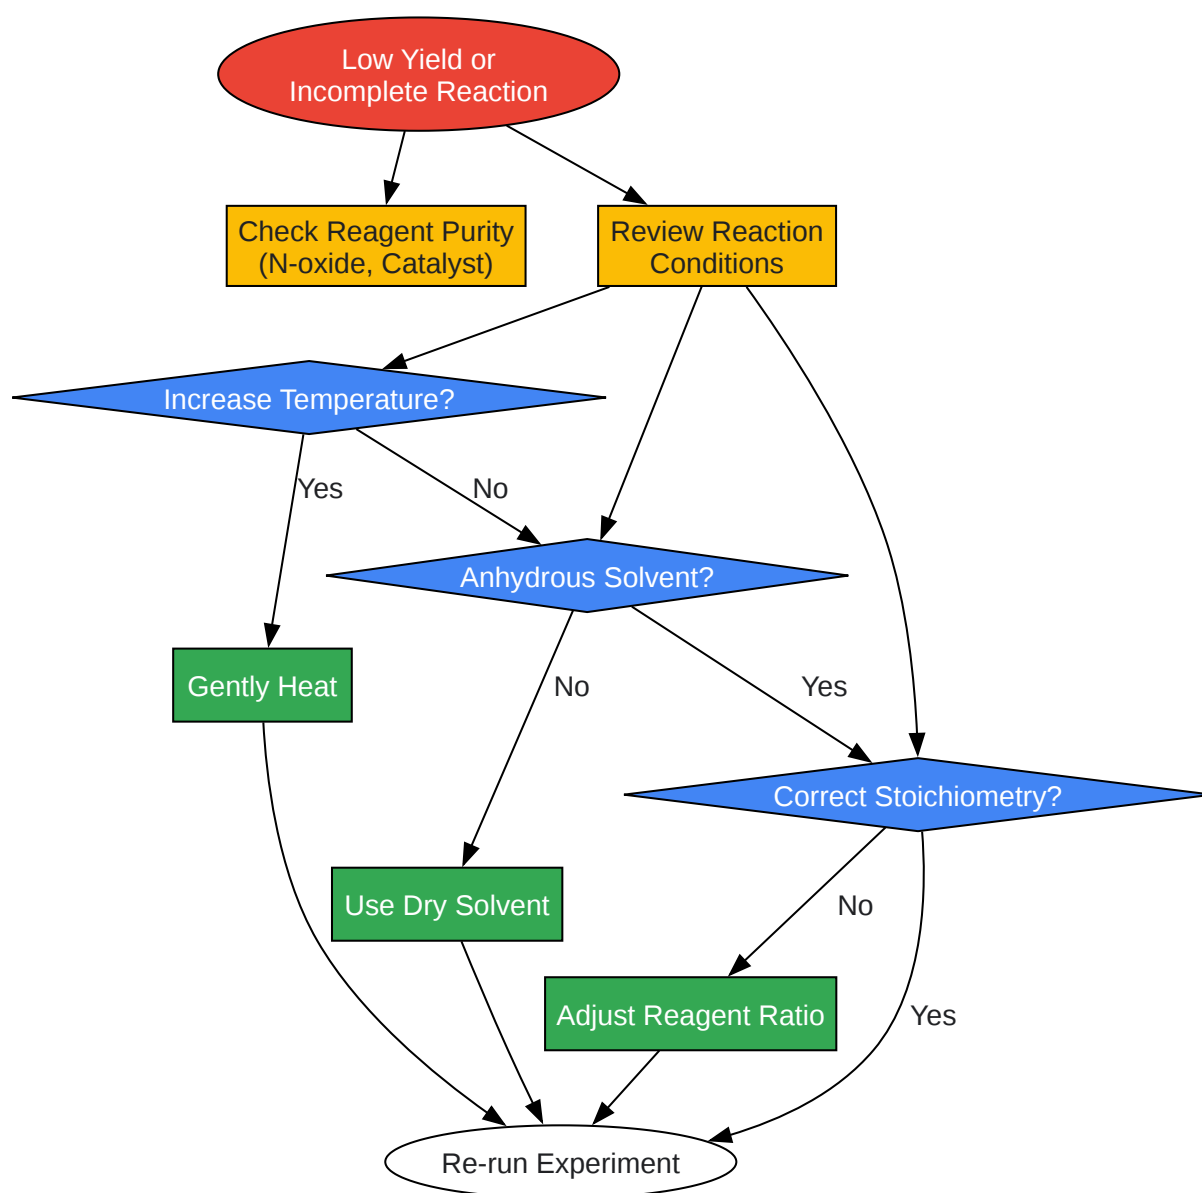 Low Yield or
Incomplete Reaction
Check Reagent Purity
(N-oxide, Catalyst)
Review Reaction
Conditions
Increase Temperature?
Yes
No
Anhydrous Solvent?
Gently Heat
No
Yes
Correct Stoichiometry?
Use Dry Solvent
No
Adjust Reagent Ratio
Yes
Re-run Experiment